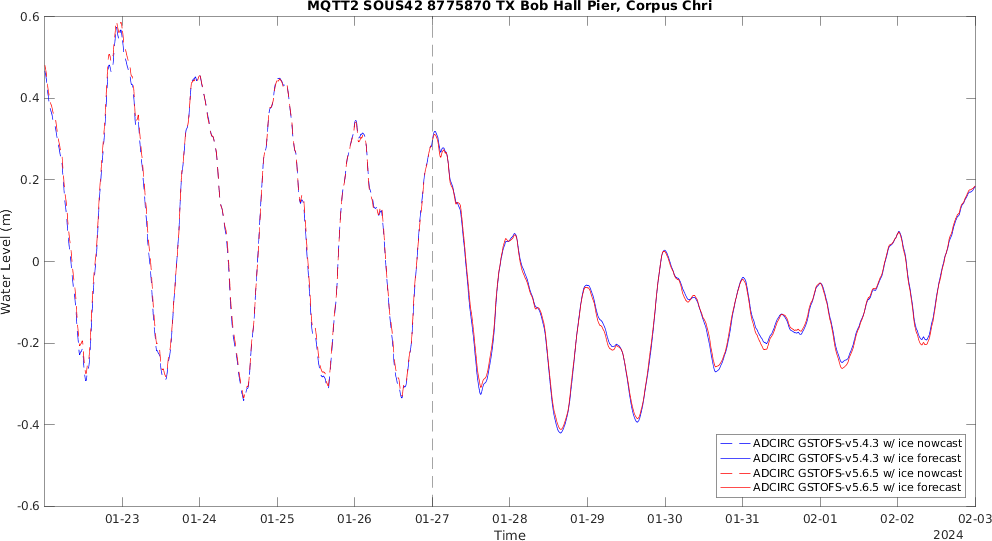 MQTT2 SOUS42 8775870 TX Bob Hall Pier, Corpus Chri
Water Level (m)
0.6
0.4
0.2
0
-0.2
-0.4
-0.6
ADCIRC GSTOFS-v5.4.3 w/ ice nowcast
ADCIRC GSTOFS-v5.4.3 w/ ice forecast
ADCIRC GSTOFS-v5.6.5 w/ ice nowcast
ADCIRC GSTOFS-v5.6.5 w/ ice forecast
01-23 01-24 01-25 01-26 01-27 01-28 01-29 01-30 01-31 02-01 02-02 02-03
Time
2024